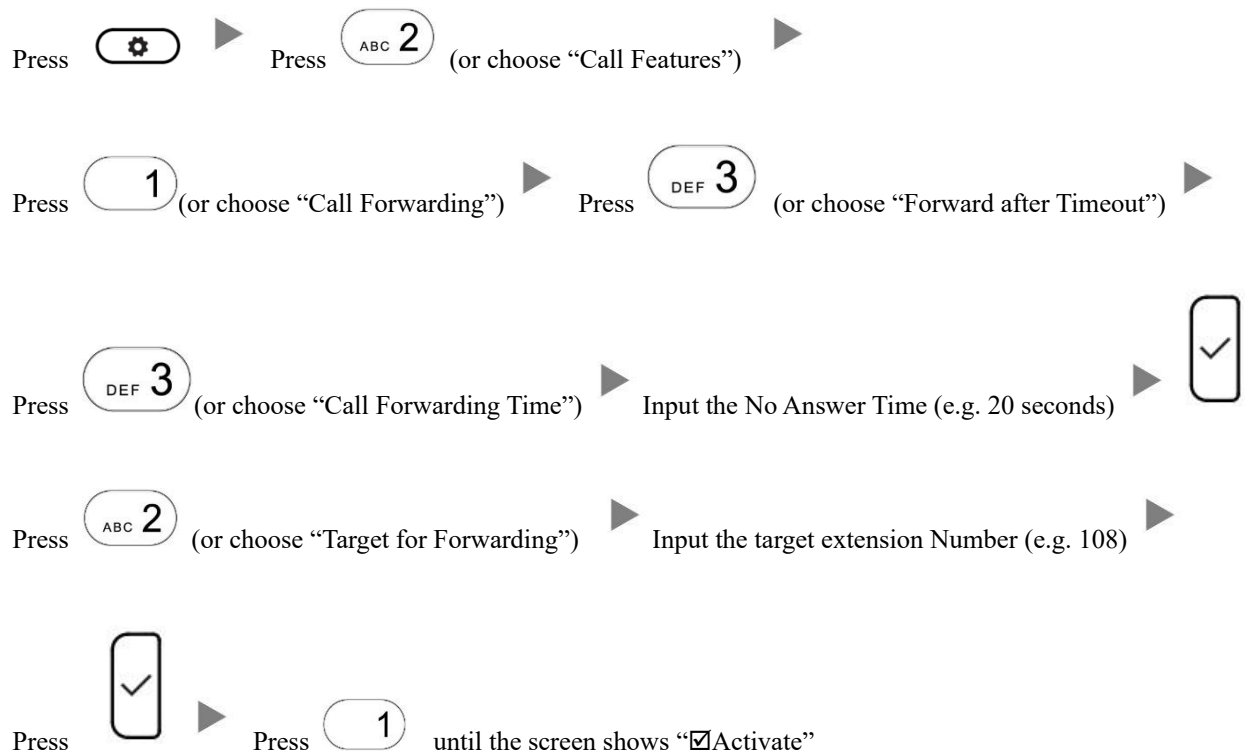 Press Press ABC 2 (or choose “Call Features”)
Press 1 (or choose “Call Forwarding”) Press DEF 3 (or choose “Forward after Timeout”)
Press DEF 3 (or choose “Call Forwarding Time”) Input the No Answer Time (e.g. 20 seconds)
Press ABC 2 (or choose “Target for Forwarding”) Input the target extension Number (e.g. 108)
Press Press 1 until the screen shows “☑Activate”